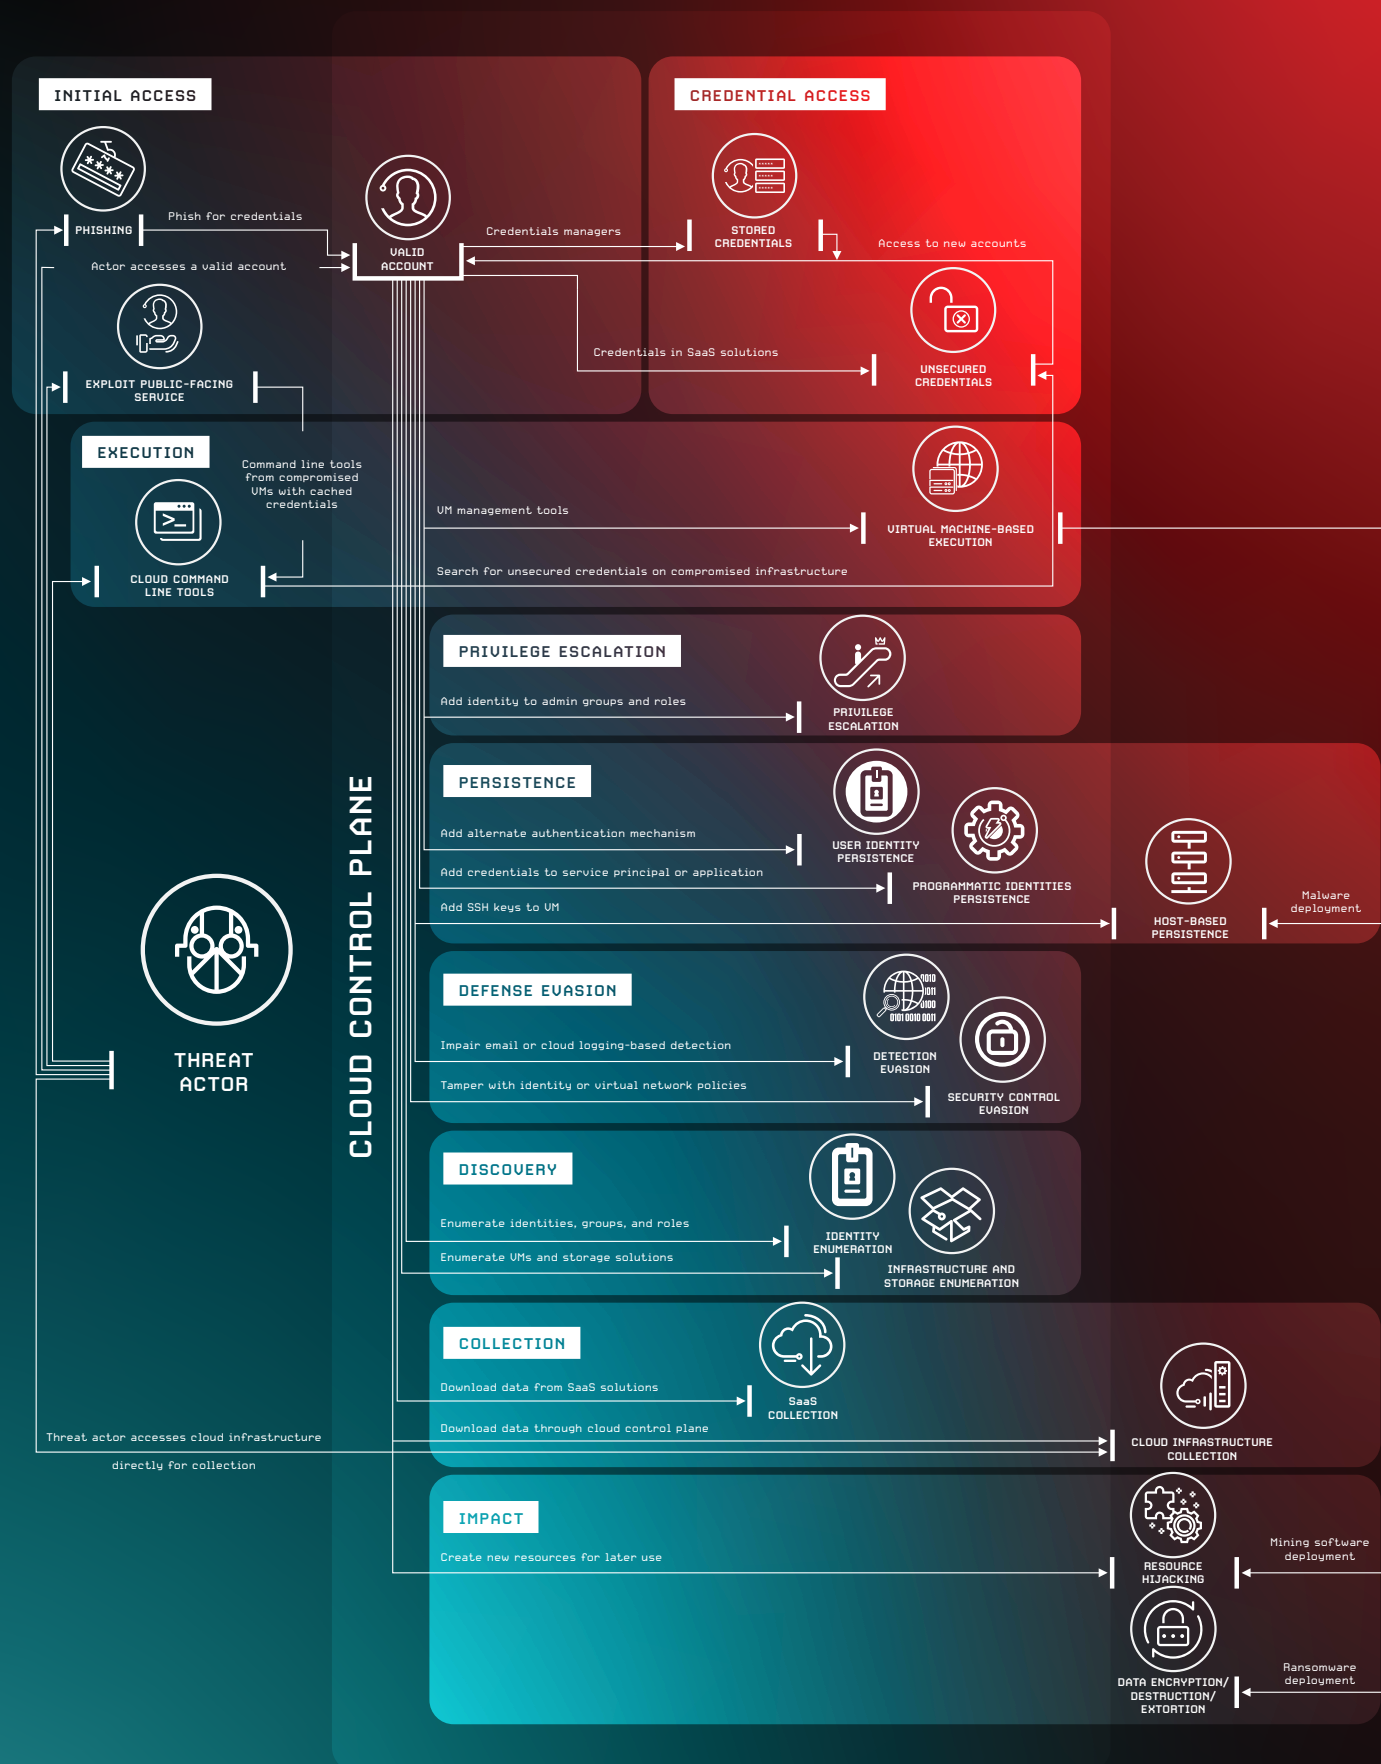 INITIAL ACCESS
PHISHING
Phish for credentials
Actor accesses a valid account
VALID
ACCOUNT
EXPLOIT PUBLIC-FACING
SERVICE
CREDENTIAL ACCESS
Credentials managers
STORED
CREDENTIALS
Access to new accounts
Credentials in SaaS solutions
UNSECURED
CREDENTIALS
EXECUTION
Command line tools
from compromised
VMs with cached
credentials
>_
CLOUD COMMAND
LINE TOOLS
VM management tools
VIRTUAL MACHINE-BASED
EXECUTION
Search for unsecured credentials on compromised infrastructure
PRIVILEGE ESCALATION
Add identity to admin groups and roles
PRIVILEGE
ESCALATION
CLOUD CONTROL PLANE
THREAT
ACTOR
PERSISTENCE
Add alternate authentication mechanism
USER IDENTITY
PERSISTENCE
Add credentials to service principal or application
PROGRAMMATIC IDENTITIES
PERSISTENCE
Add SSH keys to VM
HOST-BASED
PERSISTENCE
Malware
deployment
DEFENSE EVASION
1010
1011
0100
0101 0010 0011
Impair email or cloud logging-based detection
DETECTION
EVASION
Tamper with identity or virtual network policies
SECURITY CONTROL
EVASION
DISCOVERY
Enumerate identities, groups, and roles
IDENTITY
ENUMERATION
Enumerate VMs and storage solutions
INFRASTRUCTURE AND
STORAGE ENUMERATION
COLLECTION
Download data from SaaS solutions
SaaS
COLLECTION
Download data through cloud control plane
Threat actor accesses cloud infrastructure
directly for collection
CLOUD INFRASTRUCTURE
COLLECTION
IMPACT
Create new resources for later use
RESOURCE
HIJACKING
Mining software
deployment
DATA ENCRYPTION/
DESTRUCTION/
EXTORTION
Ransomware
deployment